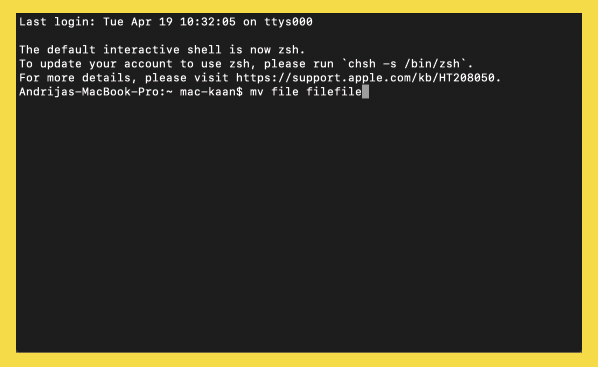 Last login: Tue Apr 19 10:32:05 on ttys000
The default interactive shell is now zsh.
To update your account to use zsh, please run `chsh -s /bin/zsh`.
For more details, please visit https://support.apple.com/kb/HT208050.
Andrijas-MacBook-Pro:~ mac-kaan$ mv file filefile